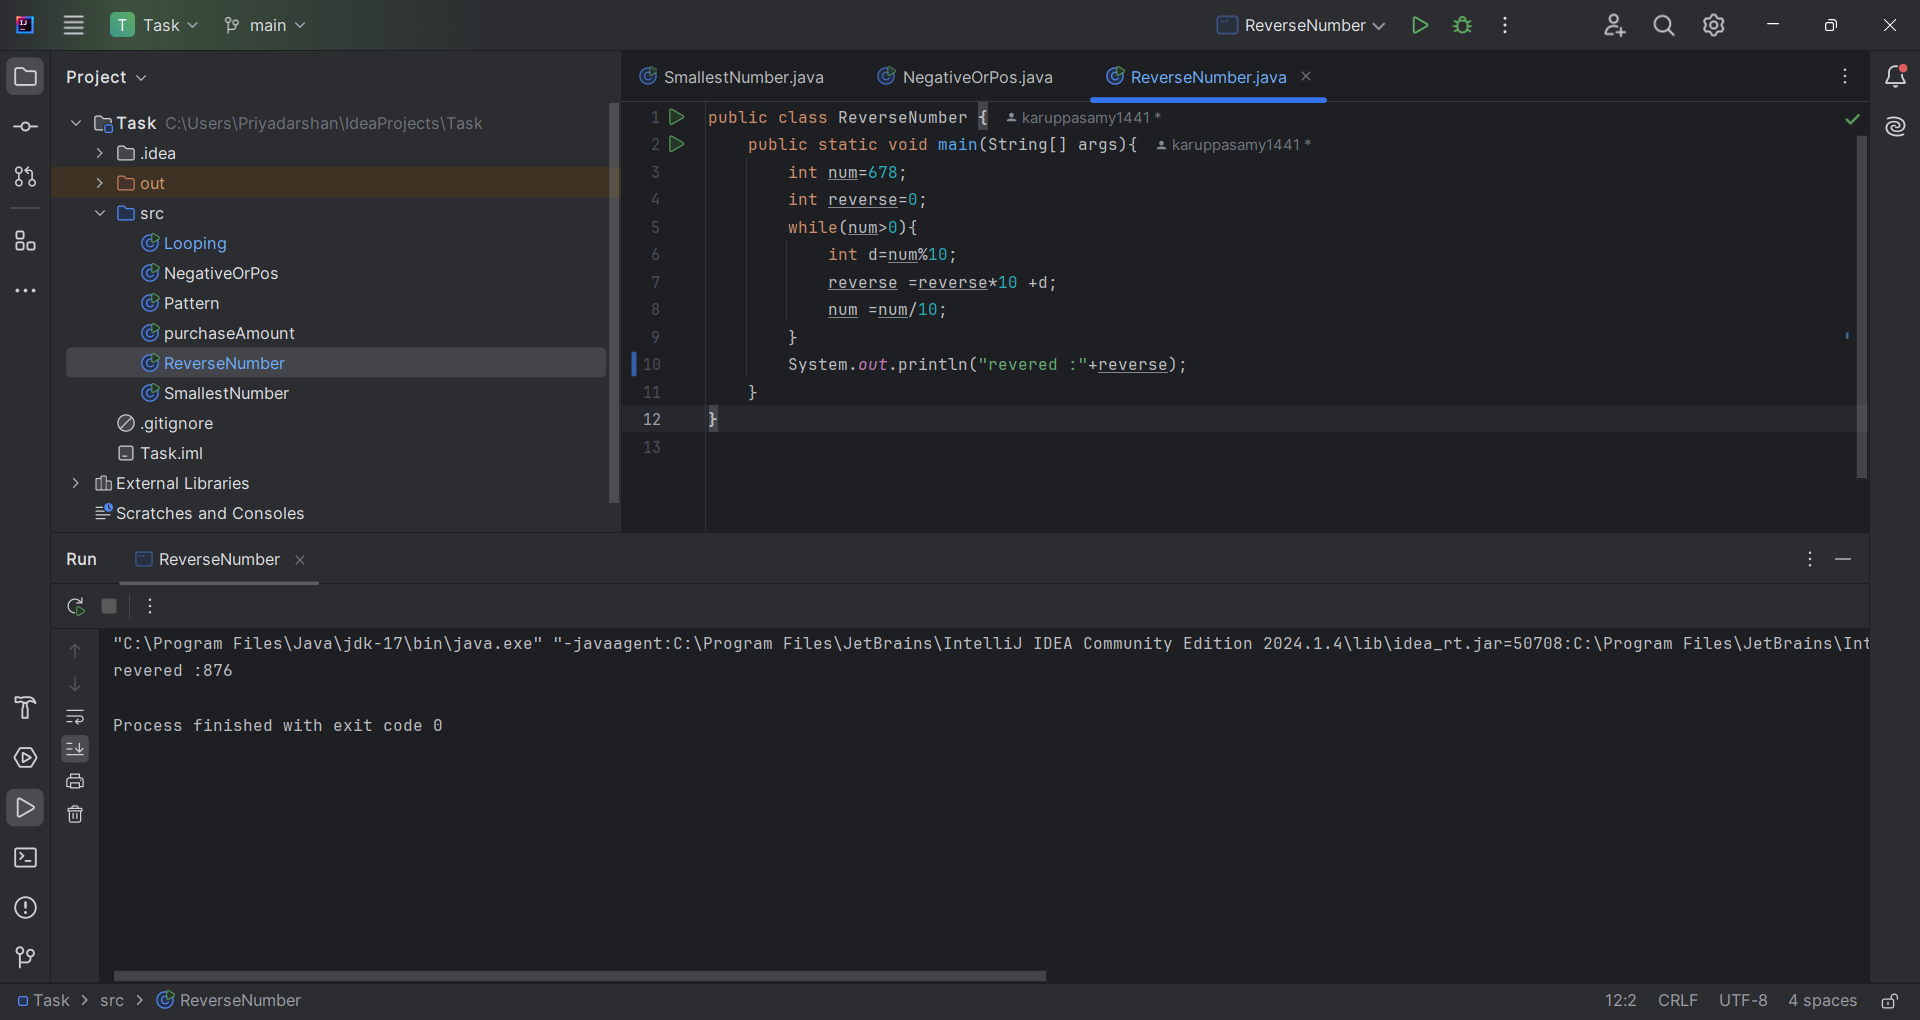 T Task main ReverseNumber
Project
Task C:\Users\Priyadarshan\IdeaProjects\Task
.idea
out
src
Looping
NegativeOrPos
Pattern
purchaseAmount
ReverseNumber
SmallestNumber
.gitignore
Task.iml
External Libraries
Scratches and Consoles
SmallestNumber.java NegativeOrPos.java ReverseNumber.java
1 public class ReverseNumber { karuppasamy1441 *
2 public static void main(String[] args){ karuppasamy1441 *
3 int num=678;
4 int reverse=0;
5 while(num>0){
6 int d=num%10;
7 reverse =reverse*10 +d;
8 num =num/10;
9 }
10 System.out.println("revered :"+reverse);
11 }
12 }
13
Run ReverseNumber
"C:\Program Files\Java\jdk-17\bin\java.exe" "-javaagent:C:\Program Files\JetBrains\IntelliJ IDEA Community Edition 2024.1.4\lib\idea_rt.jar=50708:C:\Program Files\JetBrains\Int
revered :876
Process finished with exit code 0
Task > src > ReverseNumber
12:2 CRLF UTF-8 4 spaces